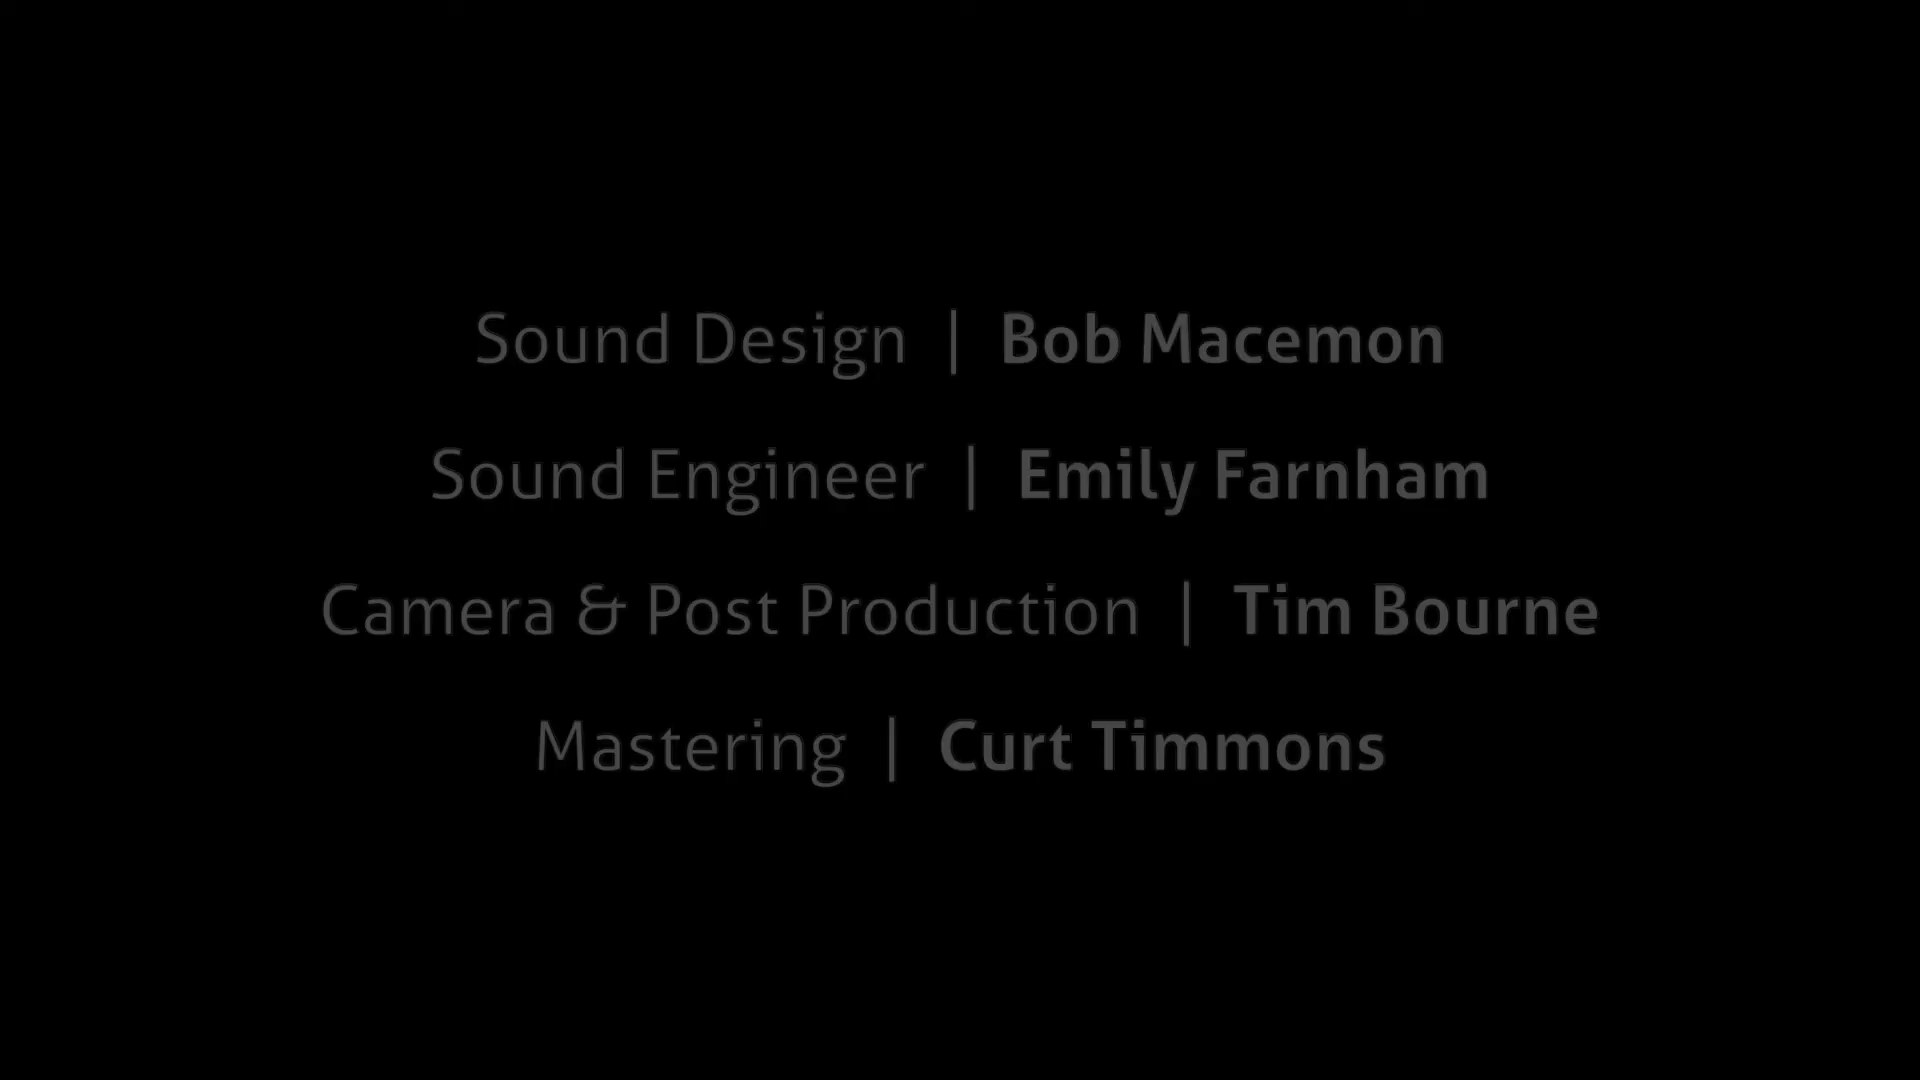 Sound Design | Bob Macemon
Sound Engineer | Emily Farnham
Camera & Post Production | Tim Bourne
Mastering | Curt Timmons